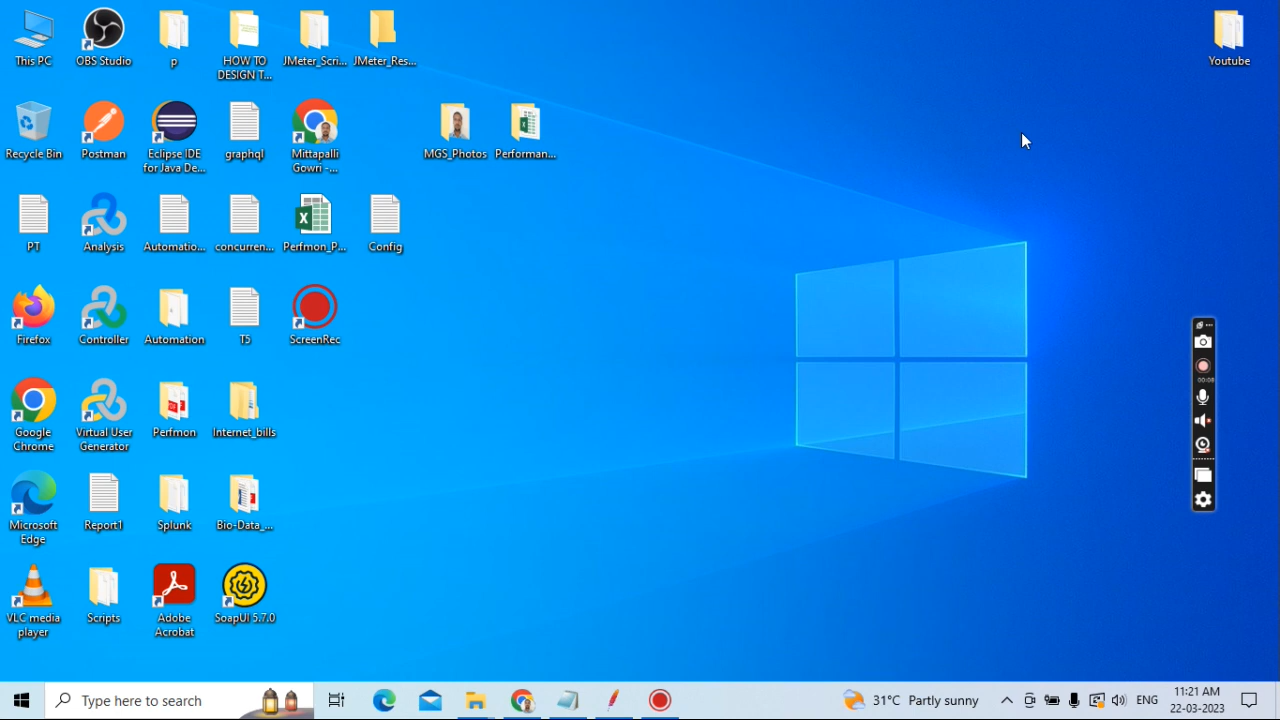 This PC
OBS Studio
p
HOW TO
DESIGN T...
JMeter_Scri...
JMeter_Res...
Youtube
Recycle Bin
Postman
Eclipse IDE
for Java De...
graphql
Mittapalli
Gowri -...
MGS_Photos
Performan...
PT
Analysis
Automatio...
concurren...
Perfmon_P...
Config
Firefox
Controller
Automation
T5
ScreenRec
00:08
Google
Chrome
Virtual User
Generator
Perfmon
Internet_bills
Microsoft
Edge
Report1
Splunk
Bio-Data_...
VLC media
player
Scripts
Adobe
Acrobat
SoapUI 5.7.0
Type here to search
31°C Partly sunny
ENG
11:21 AM
22-03-2023